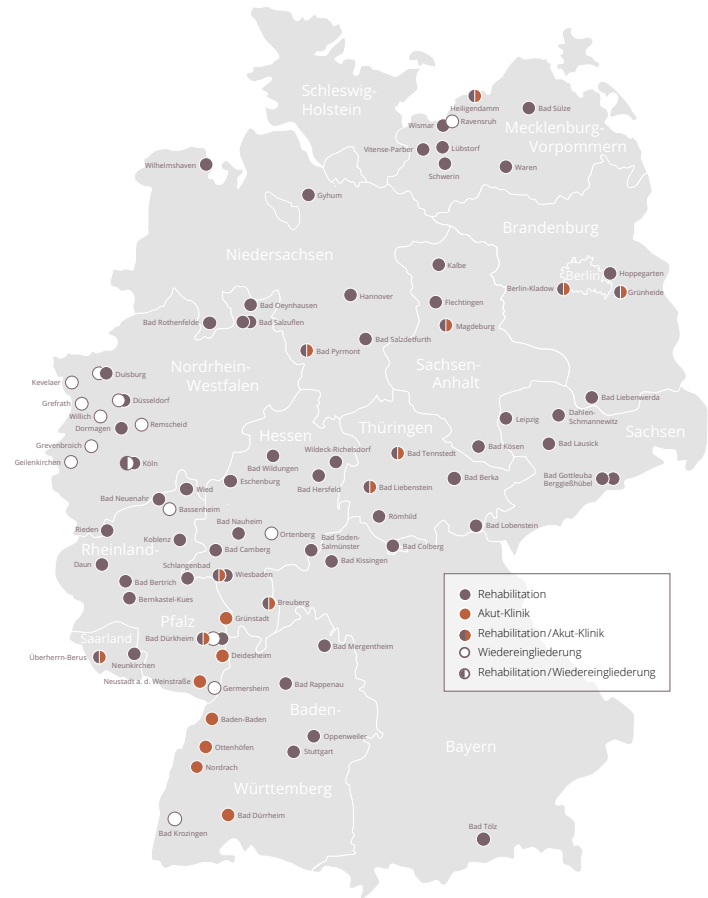 Schleswig-
Holstein
Heiligendamm
Bad Sülze
Ravensruh
Wismar
Mecklenburg-
Vorpommern
Vitense-Parber
Lübstorf
Schwerin
Waren
Wilhelmshaven
Gyhum
Brandenburg
Niedersachsen
Kalbe
Berlin
Hoppegarten
Berlin-Kladow
Grünheide
Hannover
Flechtingen
Bad Oeynhausen
Bad Rothenfelde
Bad Salzuflen
Magdeburg
Bad Salzdetfurth
Bad Pyrmont
Sachsen-
Anhalt
Nordrhein-
Westfalen
Duisburg
Kevelaer
Grefrath
Düsseldorf
Willich
Dormagen
Remscheid
Grevenbroich
Geilenkirchen
Köln
Bad Liebenwerda
Leipzig
Dahlen-
Schmannewitz
Sachsen
Thüringen
Hessen
Wildeck-Richelsdorf
Bad Tennstedt
Bad Kösen
Bad Lausick
Bad Wildungen
Bad Hersfeld
Eschenburg
Bad Liebenstein
Bad Berka
Bad Gottleuba
Berggießhübel
Wied
Bad Neuenahr
Bassenheim
Römhild
Bad Lobenstein
Rieden
Koblenz
Bad Nauheim
Ortenberg
Bad Soden-
Salmünster
Bad Colberg
Rheinland-
Bad Camberg
Bad Kissingen
Daun
Schlangenbad
Bad Bertrich
Wiesbaden
Bernkastel-Kues
Breuberg
Pfalz
Grünstadt
Saarland
Bad Dürkheim
Bad Mergentheim
Überherrn-Berus
Neunkirchen
Deidesheim
Neustadt a. d. Weinstraße
Germersheim
Bad Rappenau
Baden-
Baden-Baden
Oppenweiler
Ottenhöfen
Stuttgart
Bayern
Nordrach
Württemberg
Bad Dürrheim
Bad Krozingen
Bad Tölz
Rehabilitation
Akut-Klinik
Rehabilitation/Akut-Klinik
Wiedereingliederung
Rehabilitation/Wiedereingliederung